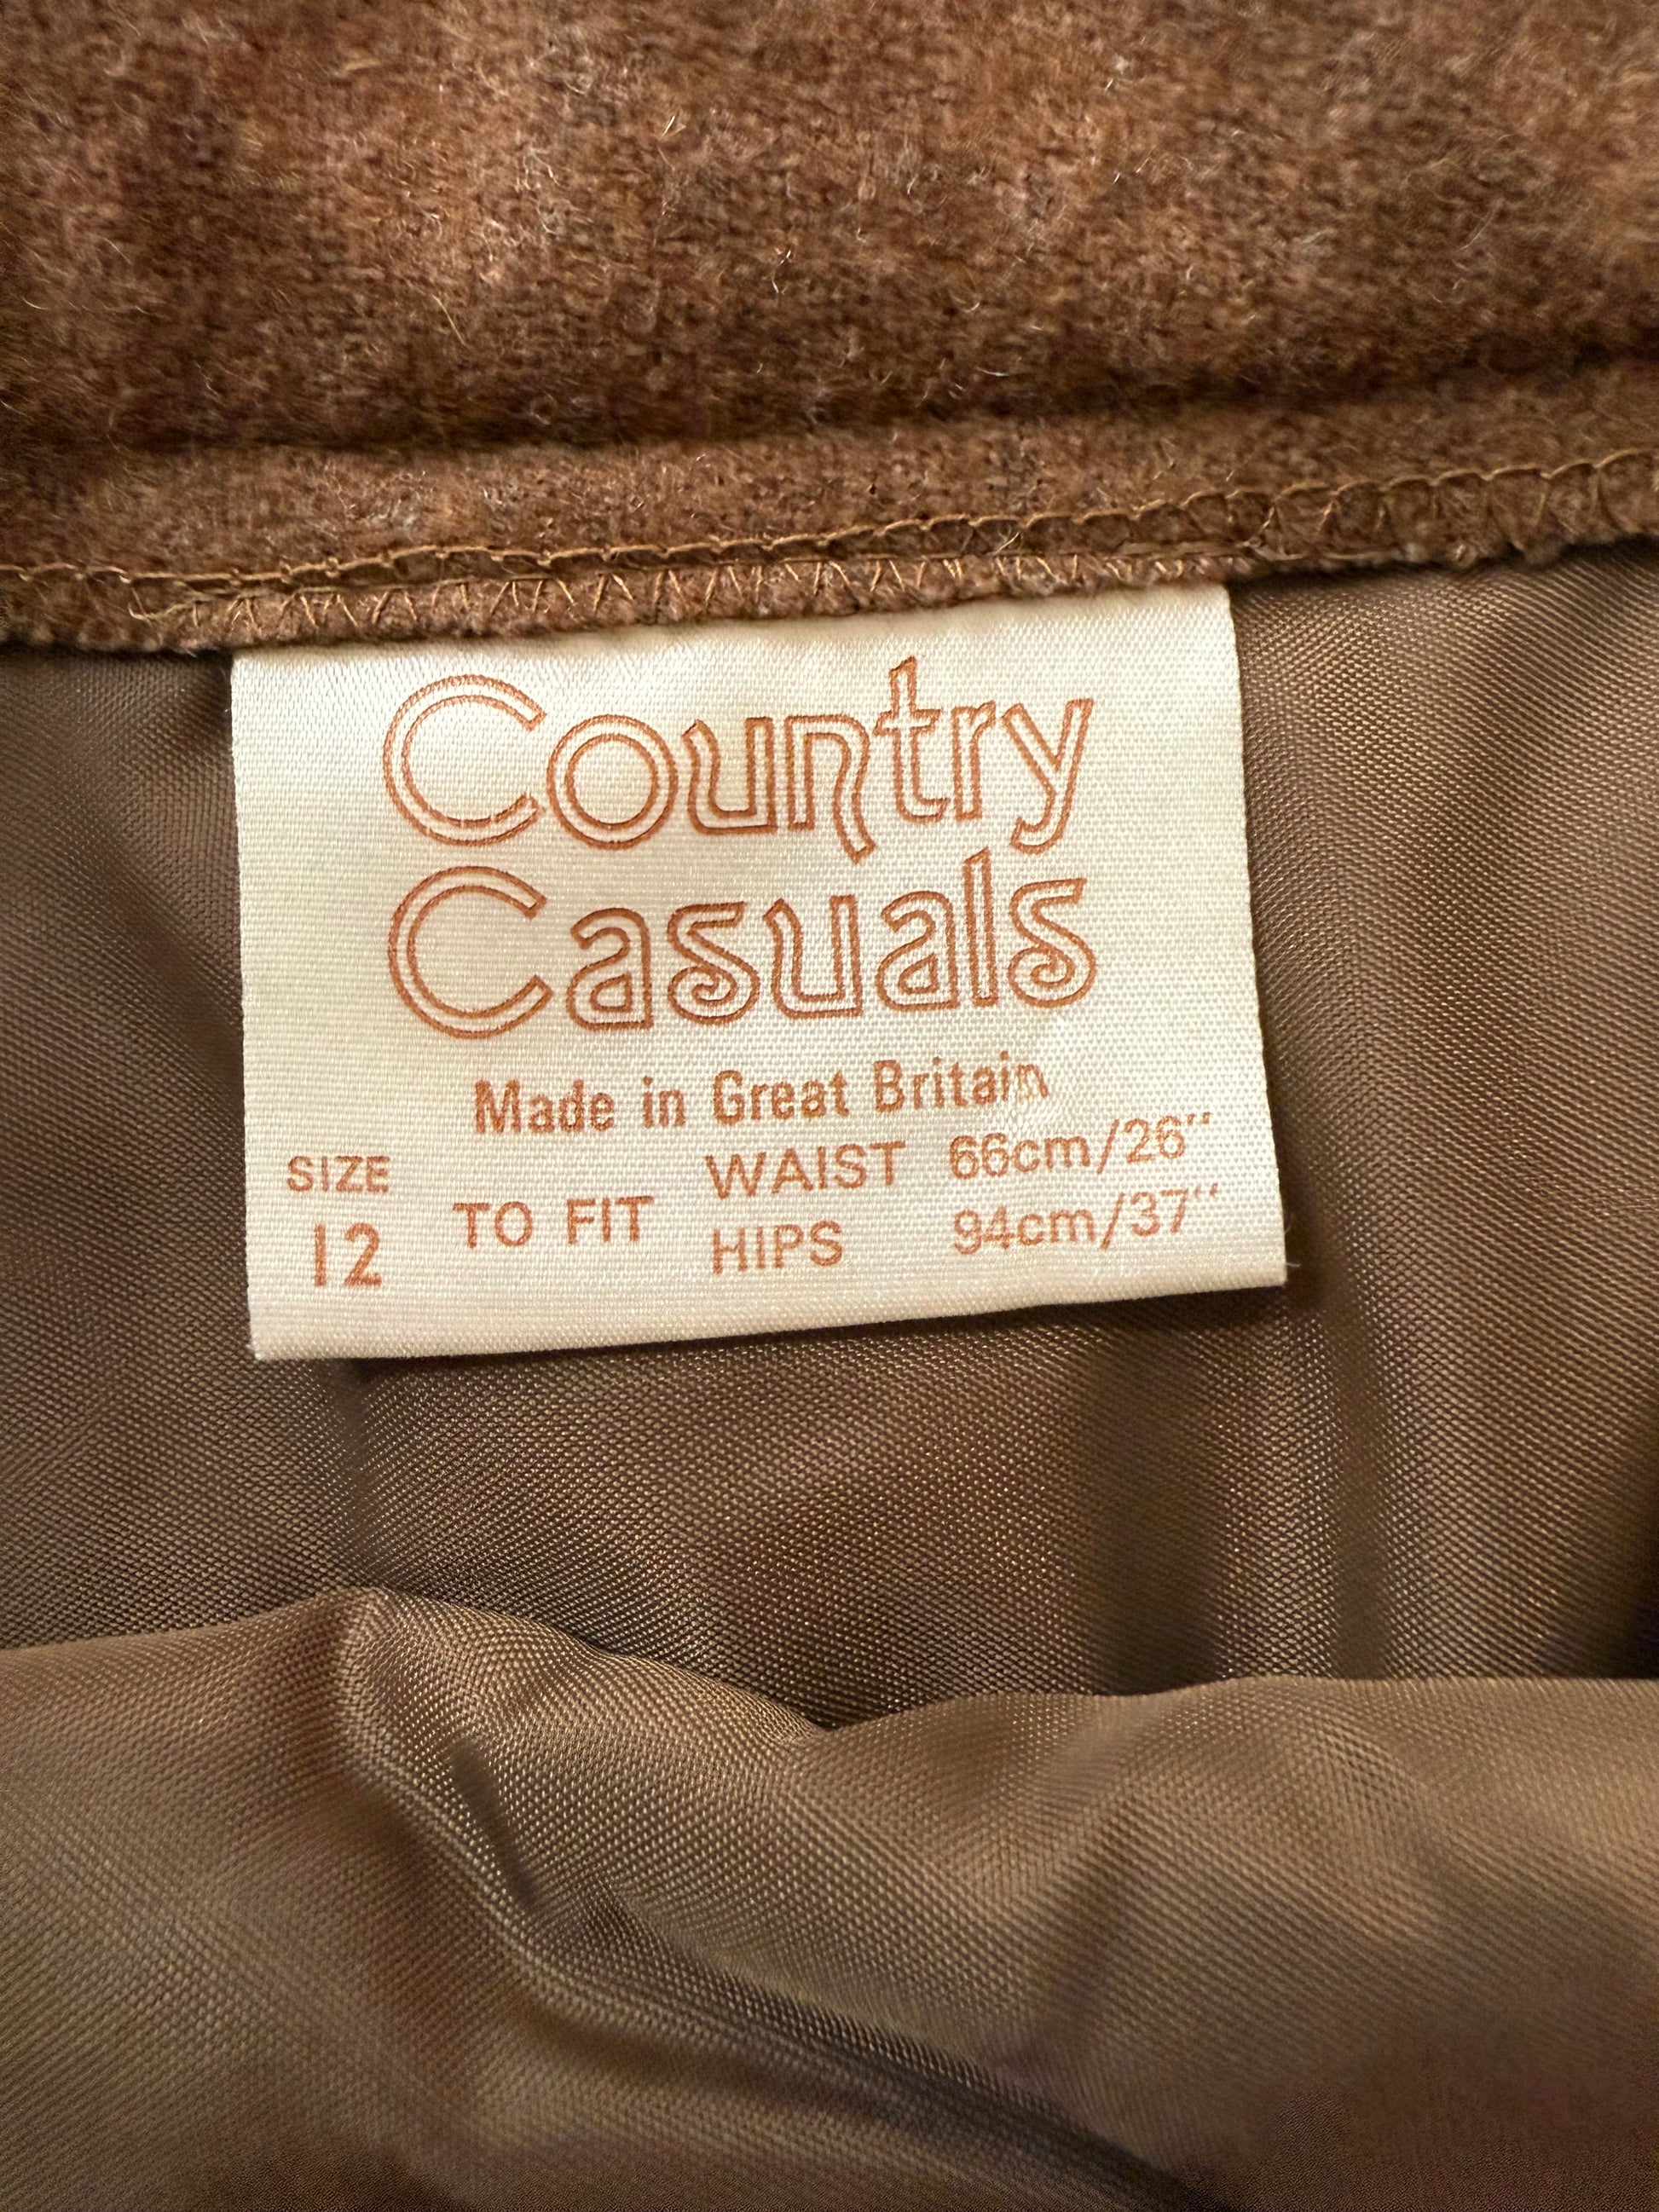 Country
Casuals
Made in Great Britain
SIZE
12
TO FIT
WAIST 66cm/26"
HIPS 94cm/37"